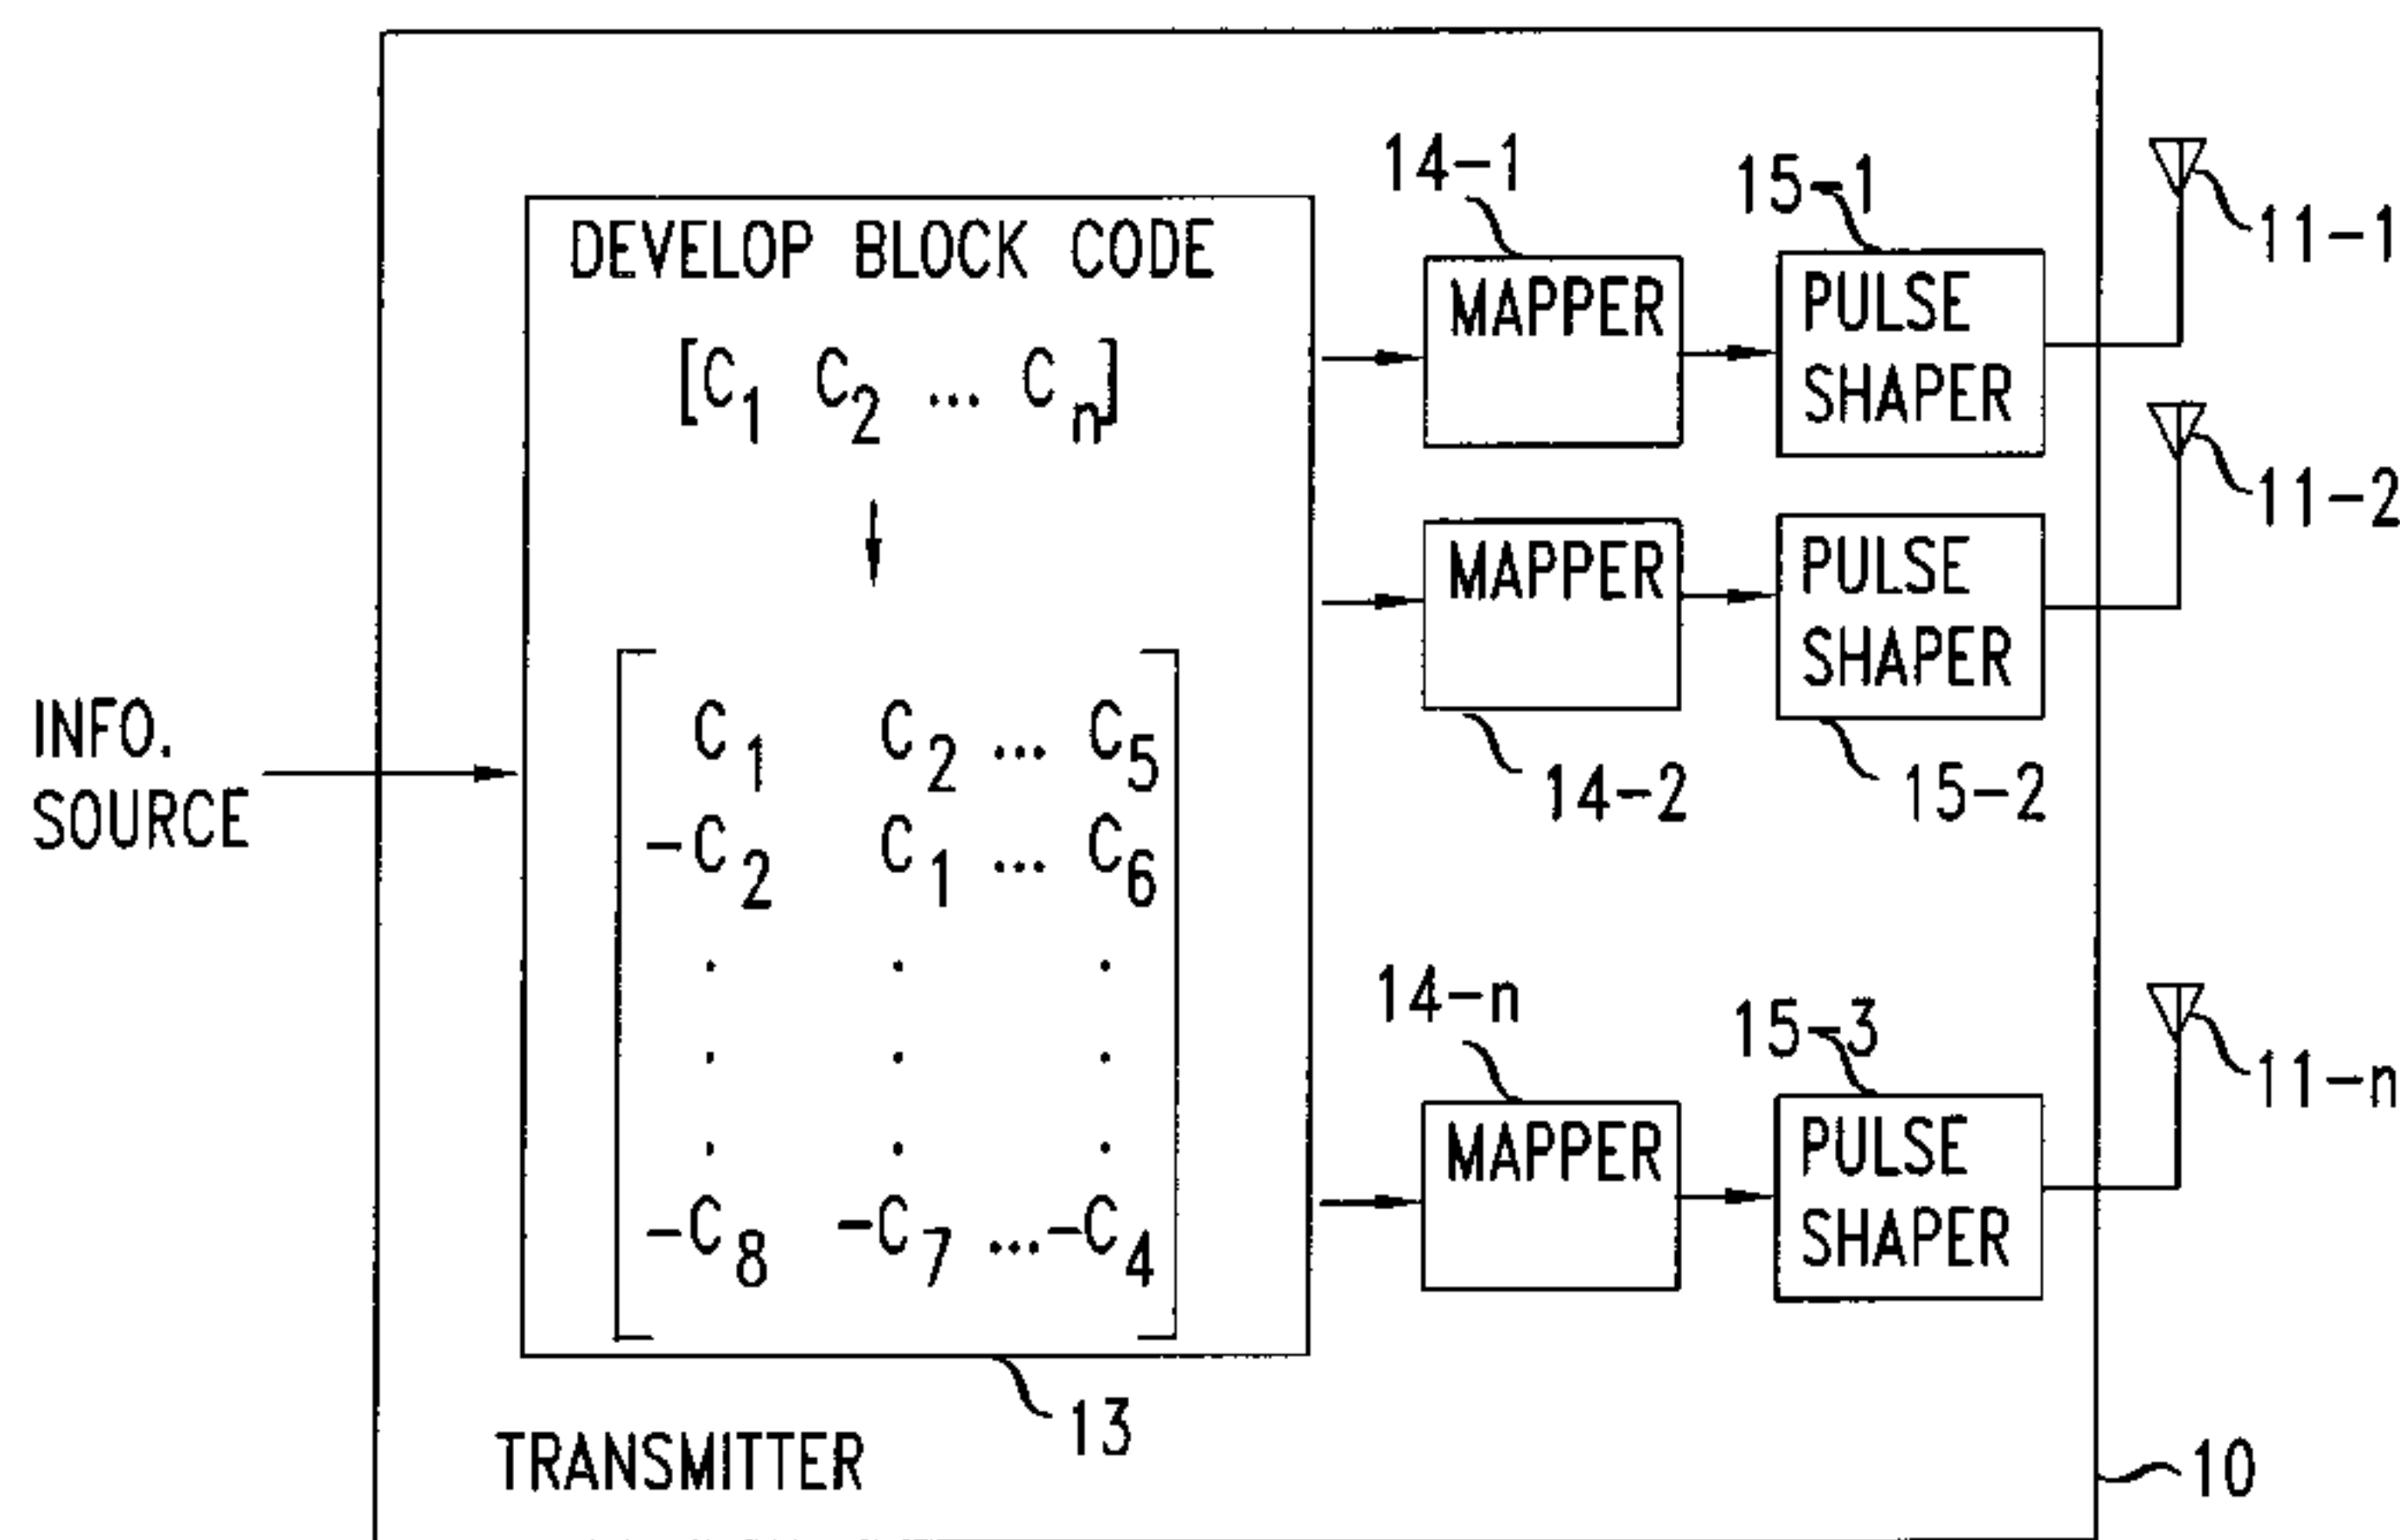 14-1
15-1
11-1
DEVELOP BLOCK CODE
MAPPER
PULSE
SHAPER
[C1 C2 ... Cn]
11-2
MAPPER
PULSE
SHAPER
14-2
15-2
INFO.
SOURCE
C1 C2 ... C5
-C2 C1 ... C6
. . .
. . .
. . .
-C8 -C7 ... -C4
14-n
15-3
11-n
MAPPER
PULSE
SHAPER
13
TRANSMITTER
10